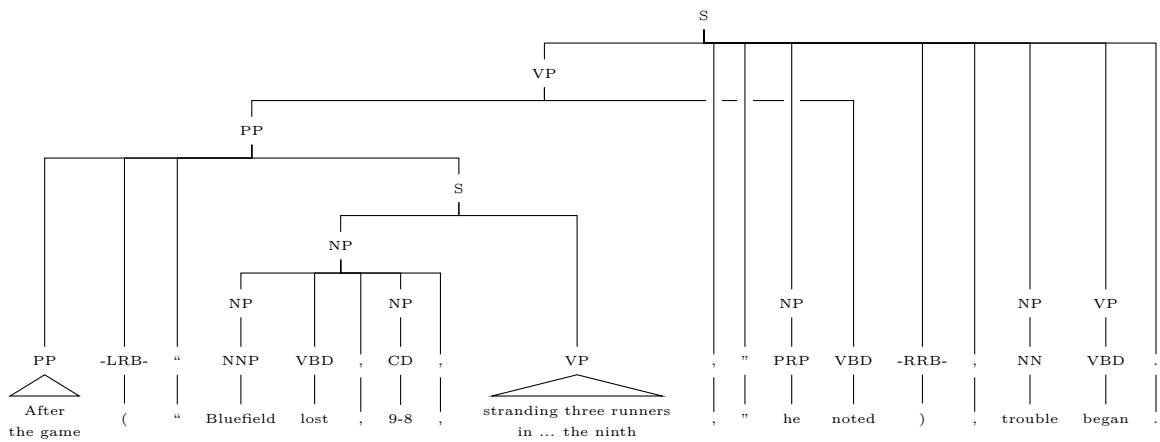 S
VP
PP
S
NP
NP NP NP NP VP
PP -LRB- “ NNP VBD , CD , VP , ” PRP VBD -RRB- , NN VBD .
After ( “ Bluefield lost , 9-8 , stranding three runners , ” he noted ) , trouble began .
the game in ... the ninth